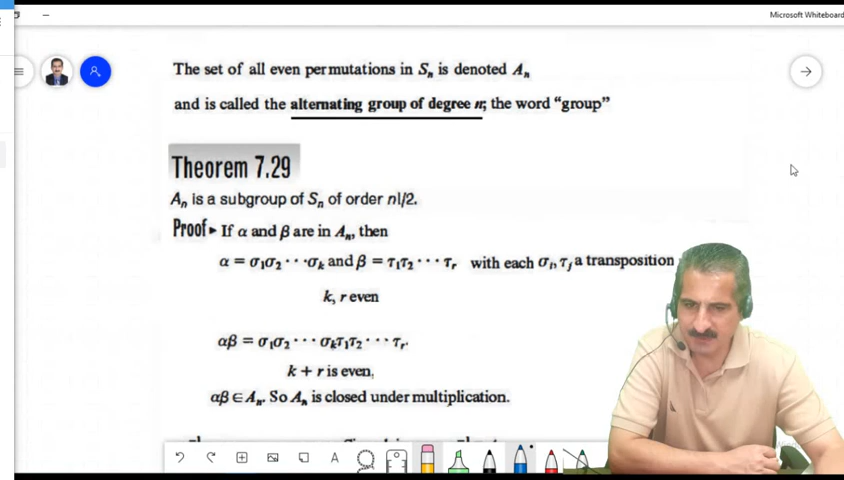 Microsoft Whiteboard
The set of all even permutations in Sₙ is denoted Aₙ
and is called the alternating group of degree n; the word “group”
Theorem 7.29
Aₙ is a subgroup of Sₙ of order n!/2.
Proof ▸ If α and β are in Aₙ, then
α = σ₁σ₂ ··· σₖ and β = τ₁τ₂ ··· τᵣ with each σᵢ, τⱼ a transposition
k, r even
αβ = σ₁σ₂ ··· σₖτ₁τ₂ ··· τᵣ.
k + r is even,
αβ ∈ Aₙ. So Aₙ is closed under multiplication.